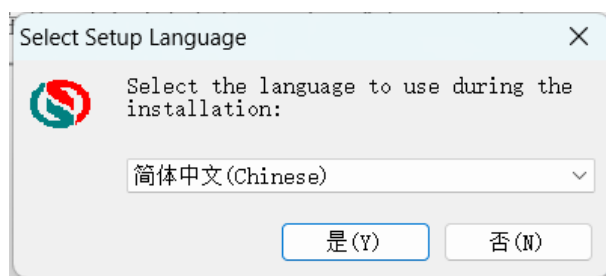 Select Setup Language
Select the language to use during the
installation:
简体中文(Chinese)
是(Y)
否(N)